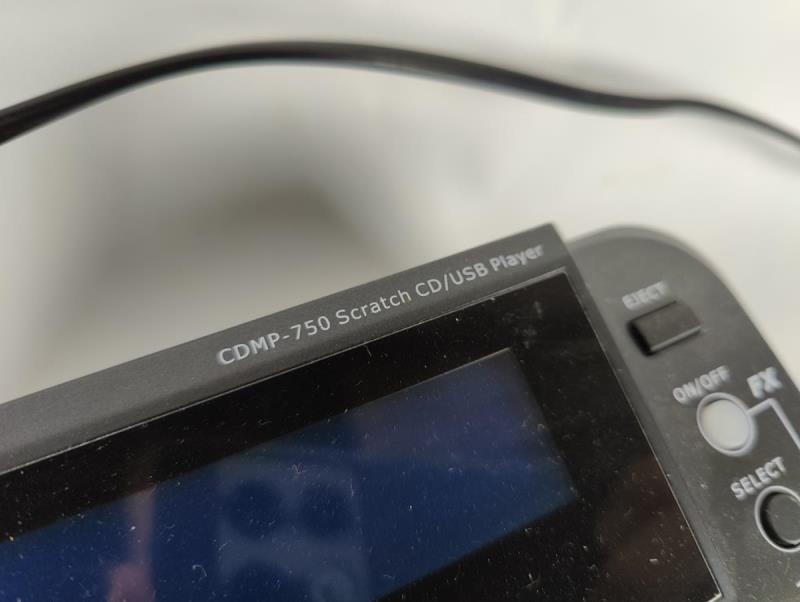 CDMP-750 Scratch CD/USB Player
EJECT
ON/OFF
FX
SELECT